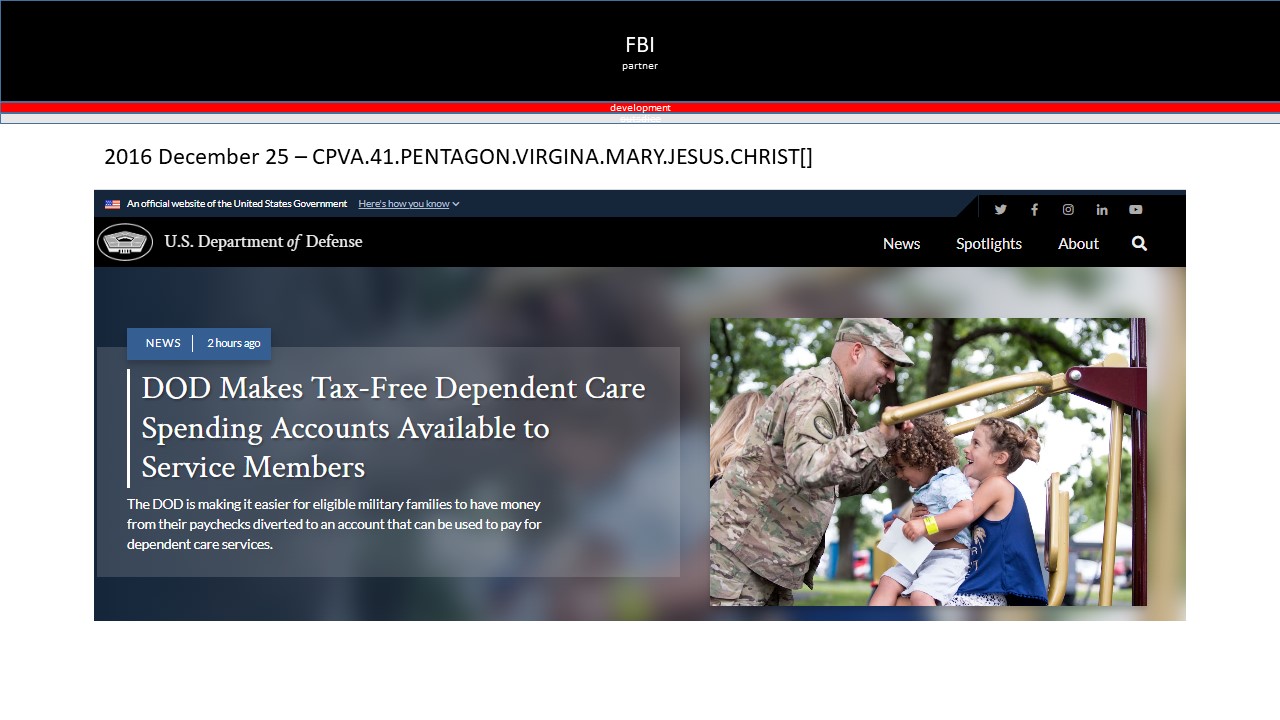 FBI
partner
development
2016 December 25 – CPVA.41.PENTAGON.VIRGINA.MARY.JESUS.CHRIST[]
An official website of the United States Government Here's how you know
U.S. Department of Defense
News Spotlights About
NEWS 2 hours ago
DOD Makes Tax-Free Dependent Care
Spending Accounts Available to
Service Members
The DOD is making it easier for eligible military families to have money
from their paychecks diverted to an account that can be used to pay for
dependent care services.